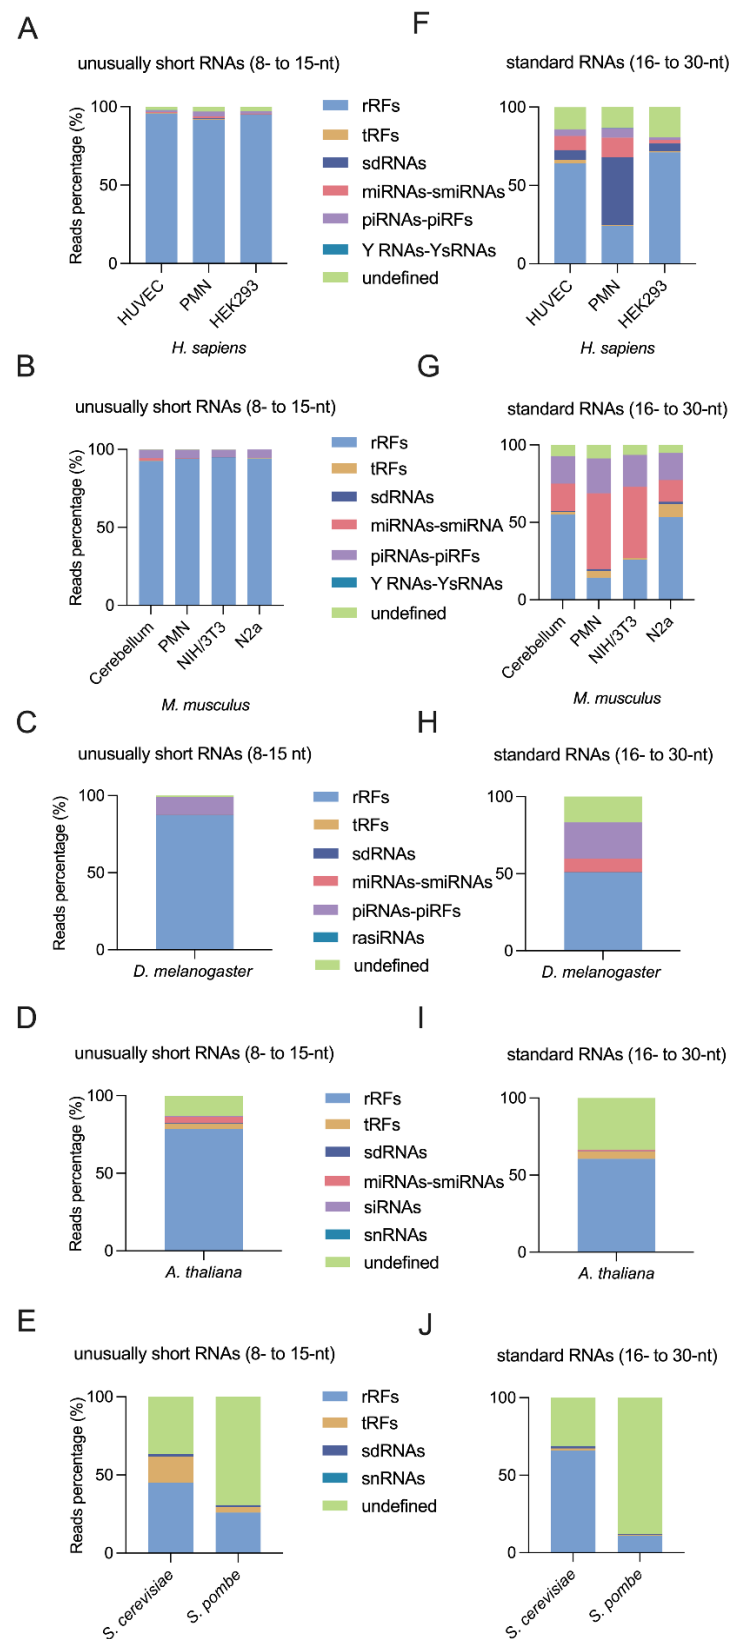 A
unusually short RNAs (8- to 15-nt)
Reads percentage (%)
100
50
0
HUVEC
PMN
HEK293
H. sapiens
rRFs
tRFs
sdRNAs
miRNAs-smiRNAs
piRNAs-piRFs
Y RNAs-YsRNAs
undefined
F
standard RNAs (16- to 30-nt)
100
50
0
HUVEC
PMN
HEK293
H. sapiens
B
unusually short RNAs (8- to 15-nt)
Reads percentage (%)
100
50
0
Cerebellum
PMN
NIH/3T3
N2a
M. musculus
rRFs
tRFs
sdRNAs
miRNAs-smiRNA
piRNAs-piRFs
Y RNAs-YsRNAs
undefined
G
standard RNAs (16- to 30-nt)
100
50
0
Cerebellum
PMN
NIH/3T3
N2a
M. musculus
C
unusually short RNAs (8-15 nt)
Reads percentage (%)
100
50
0
D. melanogaster
rRFs
tRFs
sdRNAs
miRNAs-smiRNAs
piRNAs-piRFs
rasiRNAs
undefined
H
standard RNAs (16- to 30-nt)
100
50
0
D. melanogaster
D
unusually short RNAs (8- to 15-nt)
Reads percentage (%)
100
50
0
A. thaliana
rRFs
tRFs
sdRNAs
miRNAs-smiRNAs
siRNAs
snRNAs
undefined
I
standard RNAs (16- to 30-nt)
100
50
0
A. thaliana
E
unusually short RNAs (8- to 15-nt)
Reads percentage (%)
100
50
0
S. cerevisiae
S. pombe
rRFs
tRFs
sdRNAs
snRNAs
undefined
J
standard RNAs (16- to 30-nt)
100
50
0
S. cerevisiae
S. pombe